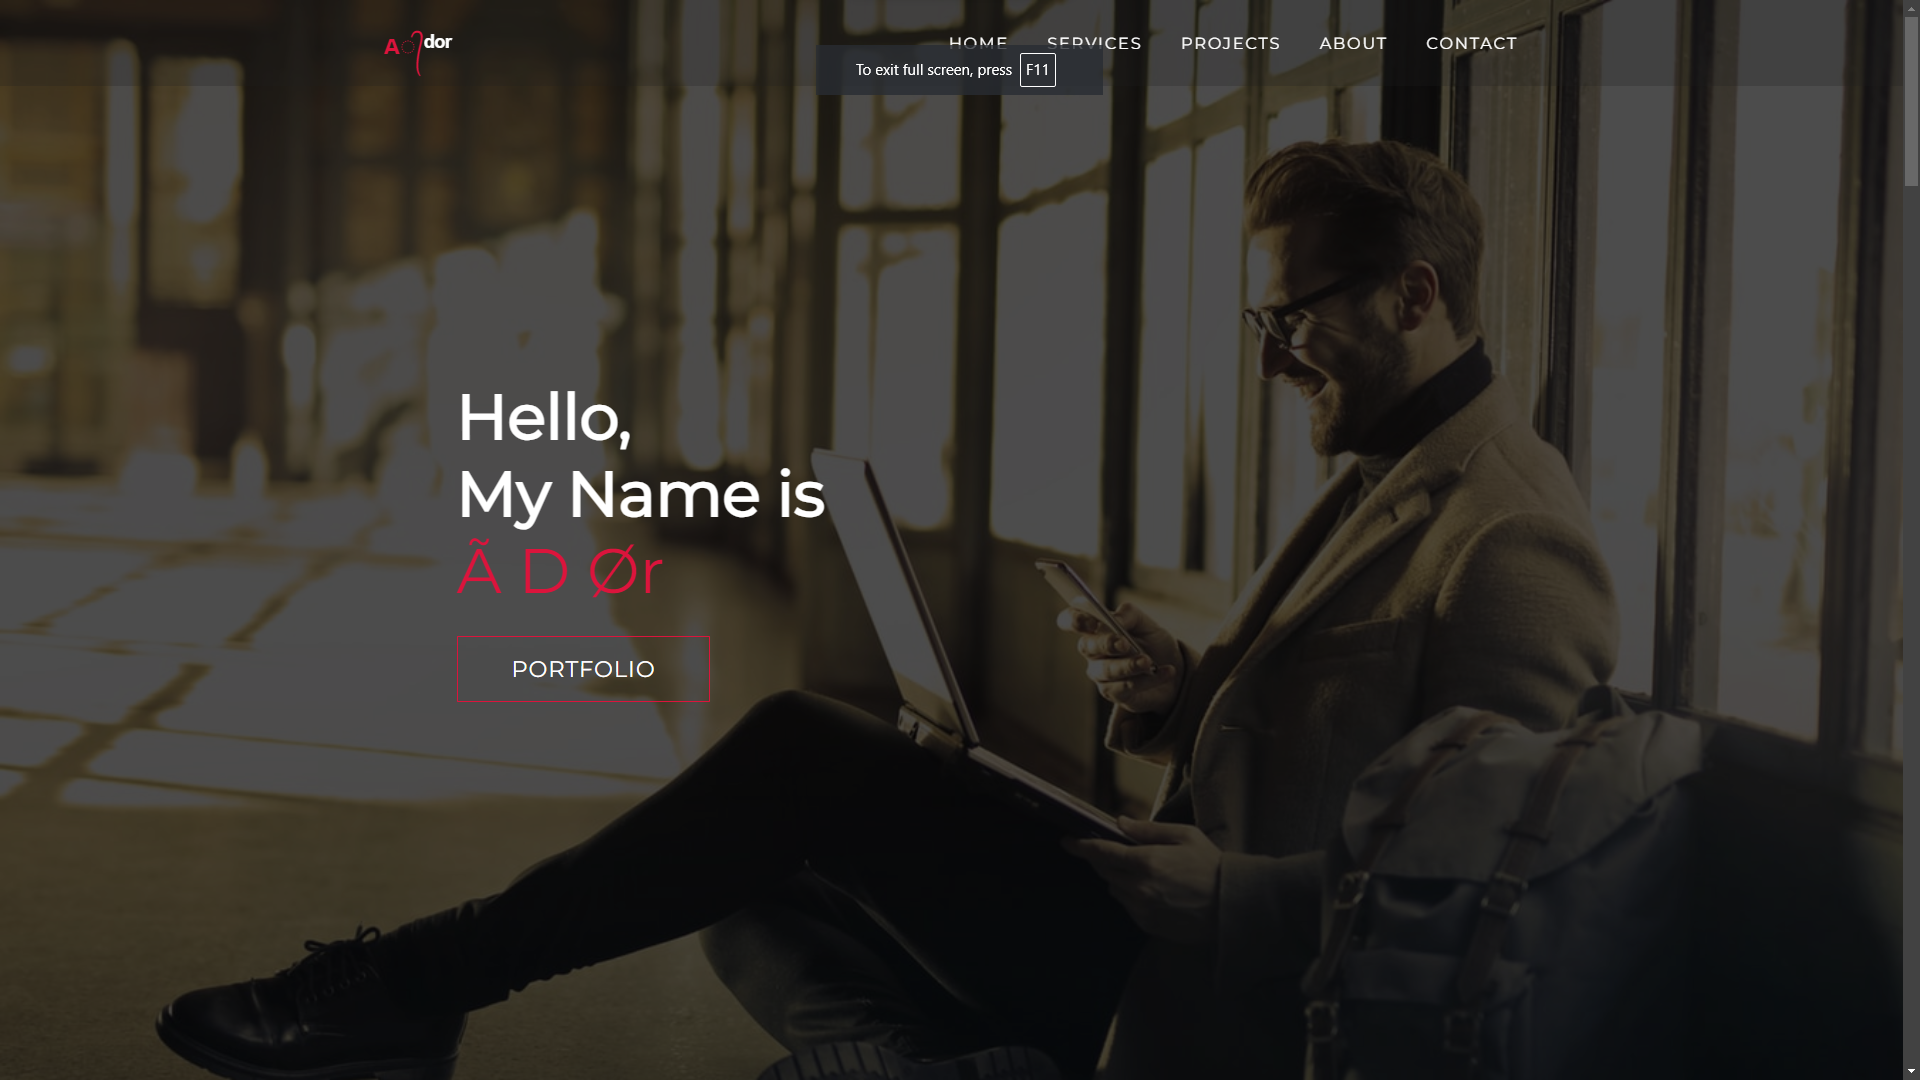 A dor
HOME SERVICES PROJECTS ABOUT CONTACT
To exit full screen, press F11
Hello,
My Name is
Ã D Ør
PORTFOLIO